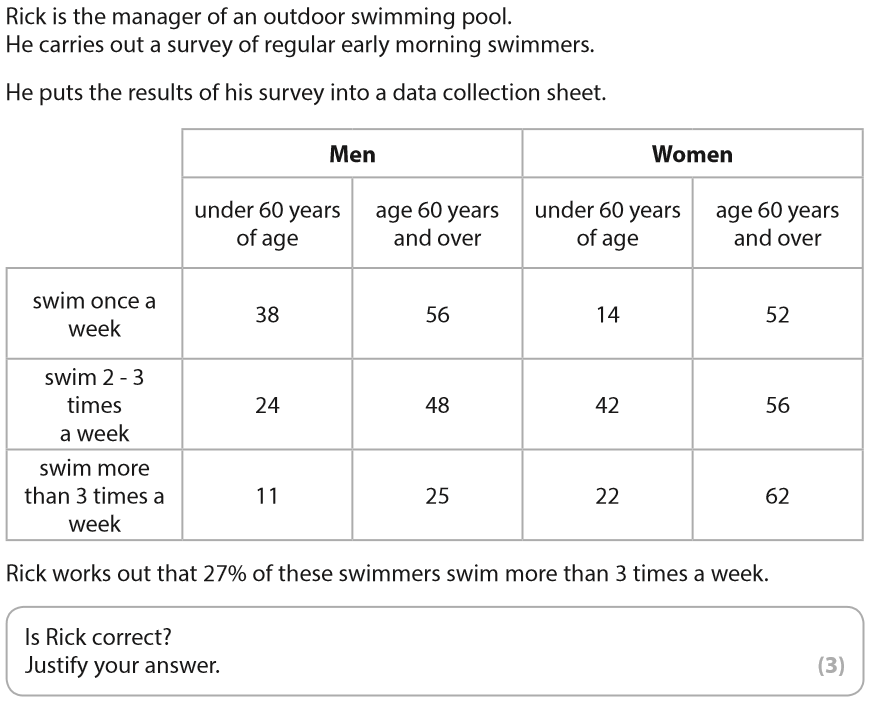 Rick is the manager of an outdoor swimming pool.
He carries out a survey of regular early morning swimmers.
He puts the results of his survey into a data collection sheet.
Men
Women
under 60 years
of age
age 60 years
and over
under 60 years
of age
age 60 years
and over
swim once a
week
38
56
14
52
swim 2 - 3
times
a week
24
48
42
56
swim more
than 3 times a
week
11
25
22
62
Rick works out that 27% of these swimmers swim more than 3 times a week.
Is Rick correct?
Justify your answer.
(3)